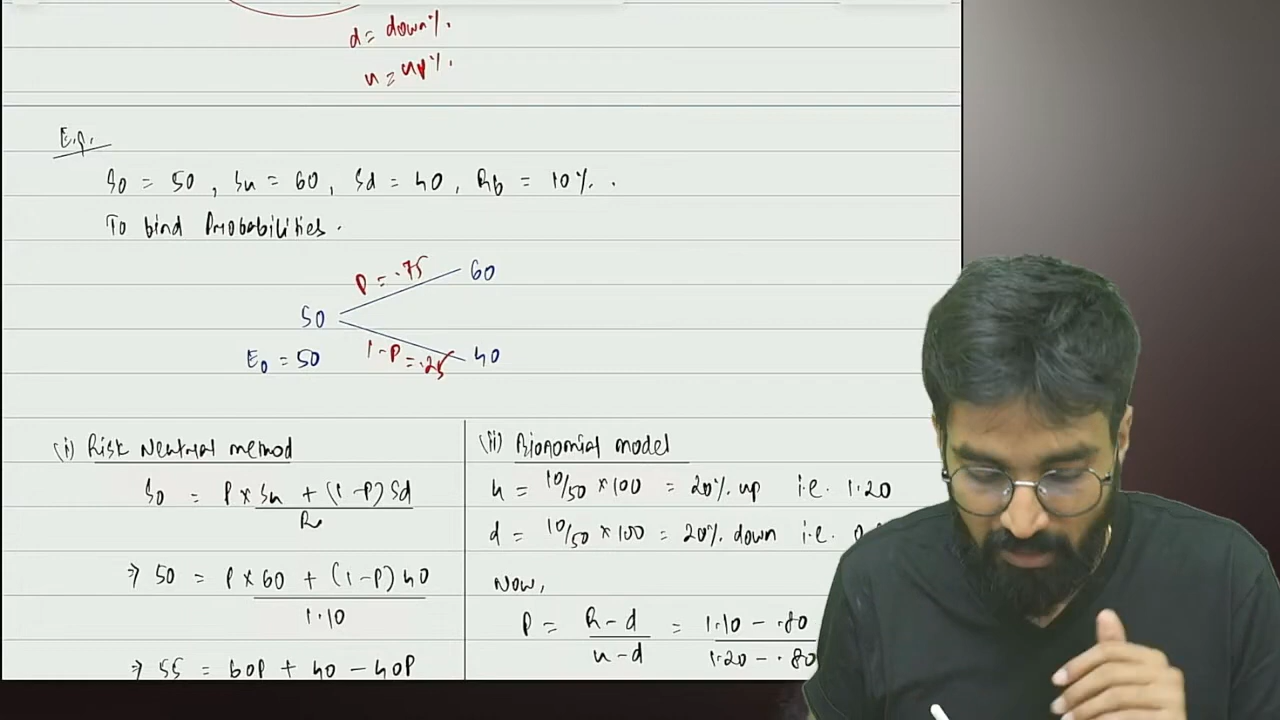 d = down%.
u = up%.
E.g.
S0 = 50, Su = 60, Sd = 40, Rf = 10%.
To find Probabilities.
P = .75
60
50
E0 = 50
1-P = .25
40
(i) Risk Neutral method
S0 = P × Su + (1-P) Sd
R
⇒ 50 = P × 60 + (1-P) 40
1.10
⇒ 55 = 60P + 40 - 40P
(ii) Bionomial model
u = 10/50 × 100 = 20% up i.e. 1.20
d = 10/50 × 100 = 20% down i.e.
Now,
P = R - d = 1.10 - .80
u - d 1.20 - .80